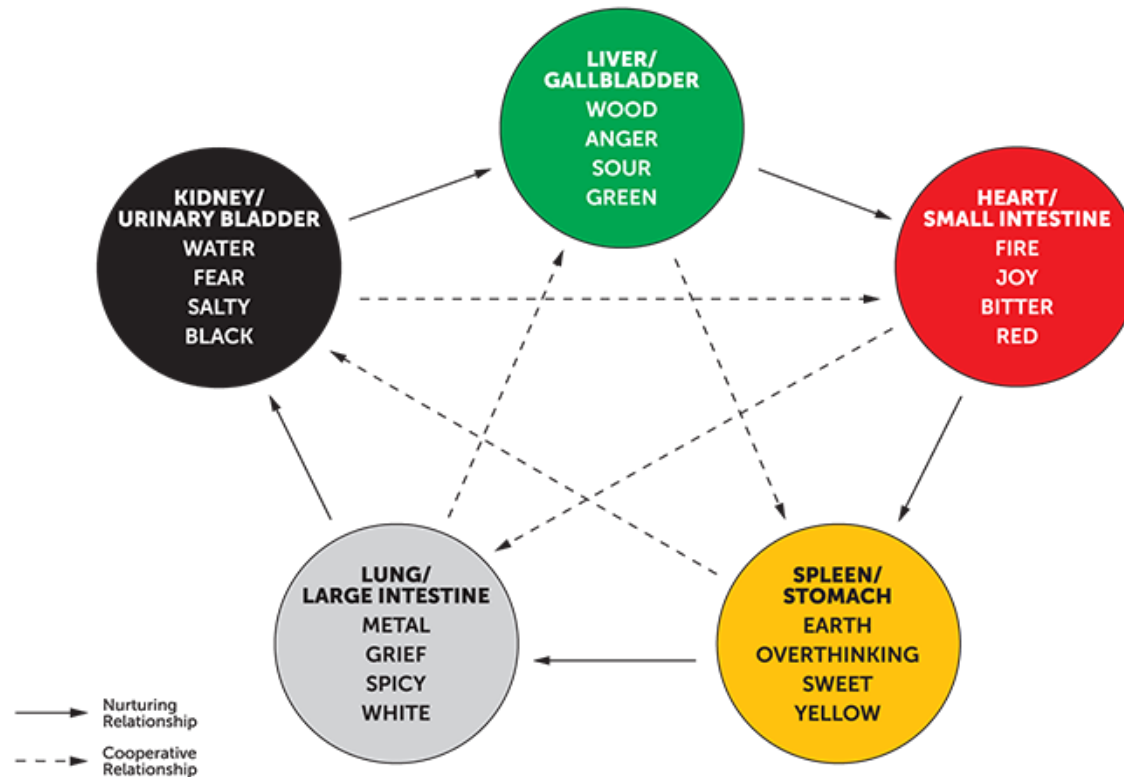 LIVER/
GALLBLADDER
WOOD
ANGER
SOUR
GREEN
KIDNEY/
URINARY BLADDER
WATER
FEAR
SALTY
BLACK
HEART/
SMALL INTESTINE
FIRE
JOY
BITTER
RED
LUNG/
LARGE INTESTINE
METAL
GRIEF
SPICY
WHITE
SPLEEN/
STOMACH
EARTH
OVERTHINKING
SWEET
YELLOW
Nurturing
Relationship
Cooperative
Relationship